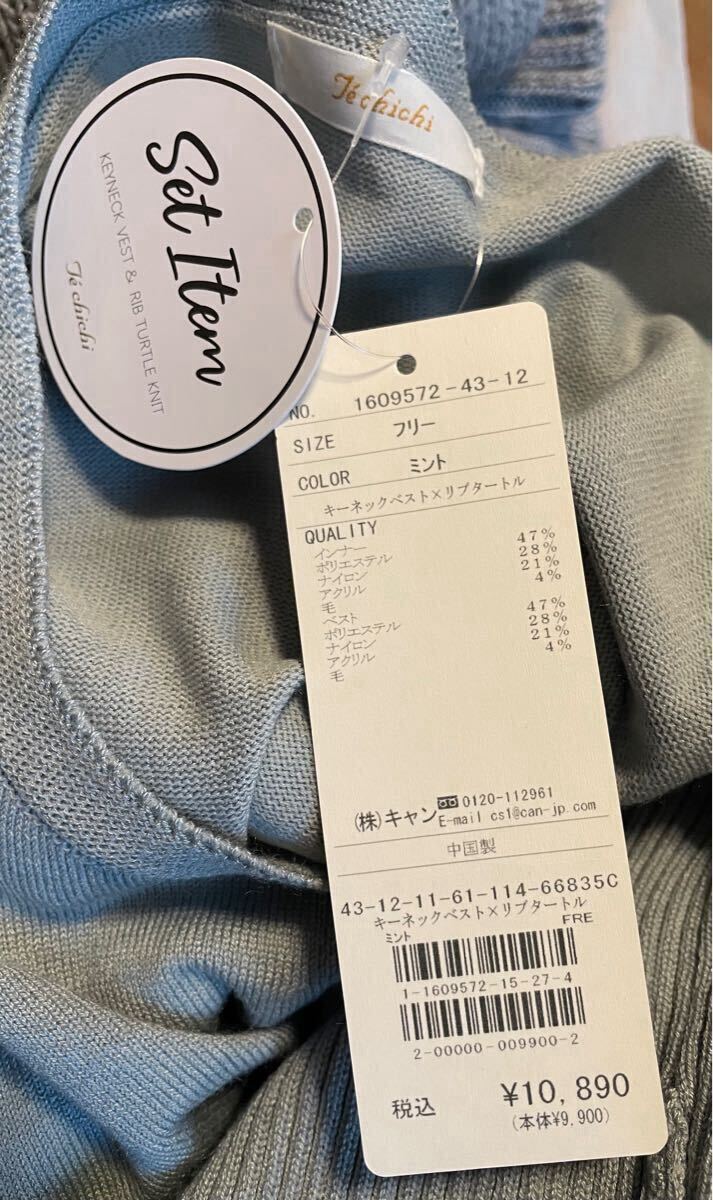 Té chichi
Set Item
KEYNECK VEST & RIB TURTLE KNIT
Té chichi
NO. 1609572-43-12
SIZE フリー
COLOR ミント
キーネックベスト×リブタートル
QUALITY
インナー
ポリエステル 47%
ナイロン 28%
アクリル 21%
毛 4%
ベスト
ポリエステル 47%
ナイロン 28%
アクリル 21%
毛 4%
(株)キャン 0120-112961
E-mail cs1@can-jp.com
中国製
43-12-11-61-114-66835C
キーネックベスト×リブタートル
ミント FRE
1-1609572-15-27-4
2-00000-009900-2
税込 ¥10,890
(本体¥9,900)